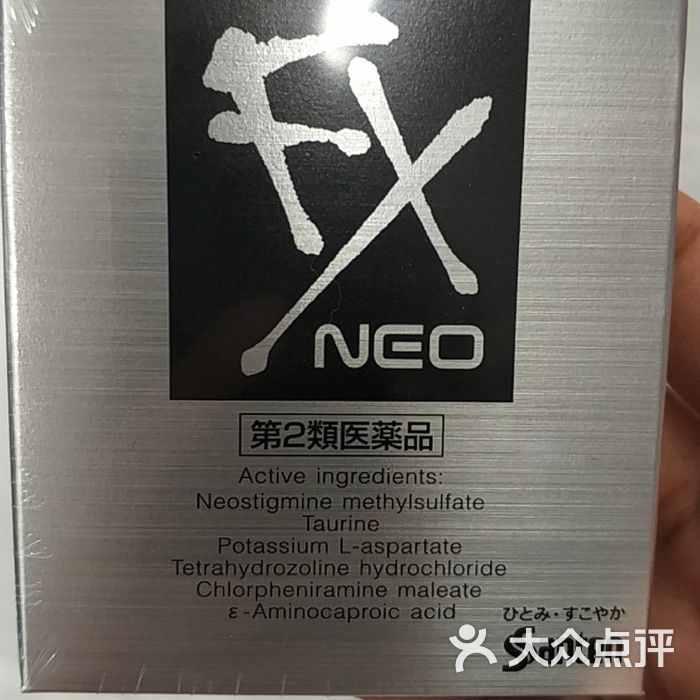 FX
NEO
第2類医薬品
Active ingredients:
Neostigmine methylsulfate
Taurine
Potassium L-aspartate
Tetrahydrozoline hydrochloride
Chlorpheniramine maleate
ε-Aminocaproic acid
ひとみ・すこやか
大众点评